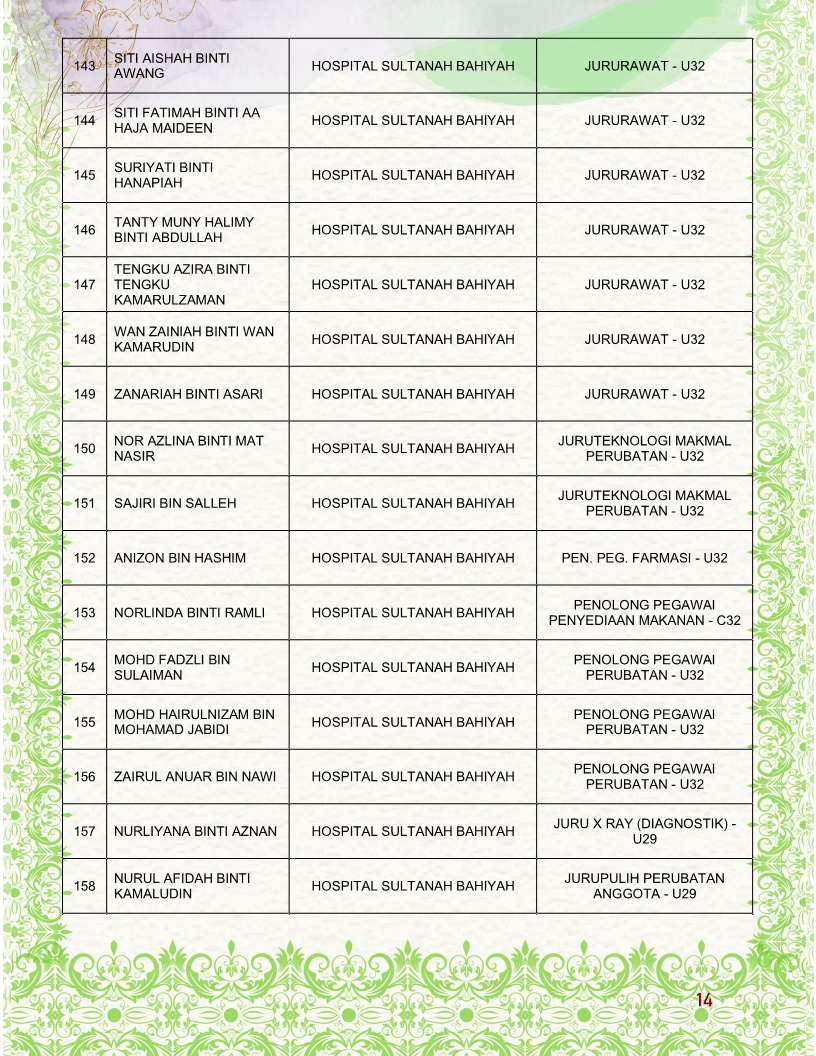 143 SITI AISHAH BINTI AWANG HOSPITAL SULTANAH BAHIYAH JURURAWAT - U32
144 SITI FATIMAH BINTI AA HAJA MAIDEEN HOSPITAL SULTANAH BAHIYAH JURURAWAT - U32
145 SURIYATI BINTI HANAPIAH HOSPITAL SULTANAH BAHIYAH JURURAWAT - U32
146 TANTY MUNY HALIMY BINTI ABDULLAH HOSPITAL SULTANAH BAHIYAH JURURAWAT - U32
147 TENGKU AZIRA BINTI TENGKU KAMARULZAMAN HOSPITAL SULTANAH BAHIYAH JURURAWAT - U32
148 WAN ZAINIAH BINTI WAN KAMARUDIN HOSPITAL SULTANAH BAHIYAH JURURAWAT - U32
149 ZANARIAH BINTI ASARI HOSPITAL SULTANAH BAHIYAH JURURAWAT - U32
150 NOR AZLINA BINTI MAT NASIR HOSPITAL SULTANAH BAHIYAH JURUTEKNOLOGI MAKMAL PERUBATAN - U32
151 SAJIRI BIN SALLEH HOSPITAL SULTANAH BAHIYAH JURUTEKNOLOGI MAKMAL PERUBATAN - U32
152 ANIZON BIN HASHIM HOSPITAL SULTANAH BAHIYAH PEN. PEG. FARMASI - U32
153 NORLINDA BINTI RAMLI HOSPITAL SULTANAH BAHIYAH PENOLONG PEGAWAI PENYEDIAAN MAKANAN - C32
154 MOHD FADZLI BIN SULAIMAN HOSPITAL SULTANAH BAHIYAH PENOLONG PEGAWAI PERUBATAN - U32
155 MOHD HAIRULNIZAM BIN MOHAMAD JABIDI HOSPITAL SULTANAH BAHIYAH PENOLONG PEGAWAI PERUBATAN - U32
156 ZAIRUL ANUAR BIN NAWI HOSPITAL SULTANAH BAHIYAH PENOLONG PEGAWAI PERUBATAN - U32
157 NURLIYANA BINTI AZNAN HOSPITAL SULTANAH BAHIYAH JURU X RAY (DIAGNOSTIK) - U29
158 NURUL AFIDAH BINTI KAMALUDIN HOSPITAL SULTANAH BAHIYAH JURUPULIH PERUBATAN ANGGOTA - U29
14